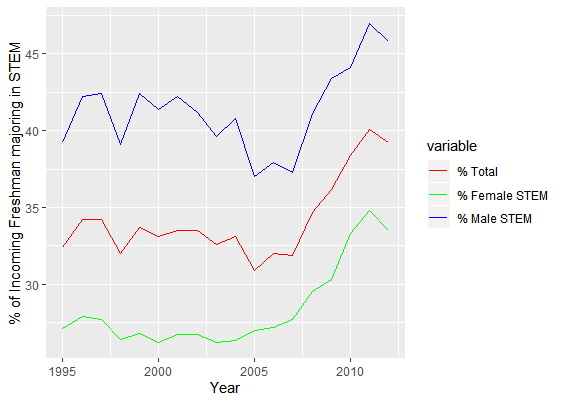 % of Incoming Freshman majoring in STEM
45
40
35
30
1995
2000
2005
2010
Year
variable
% Total
% Female STEM
% Male STEM